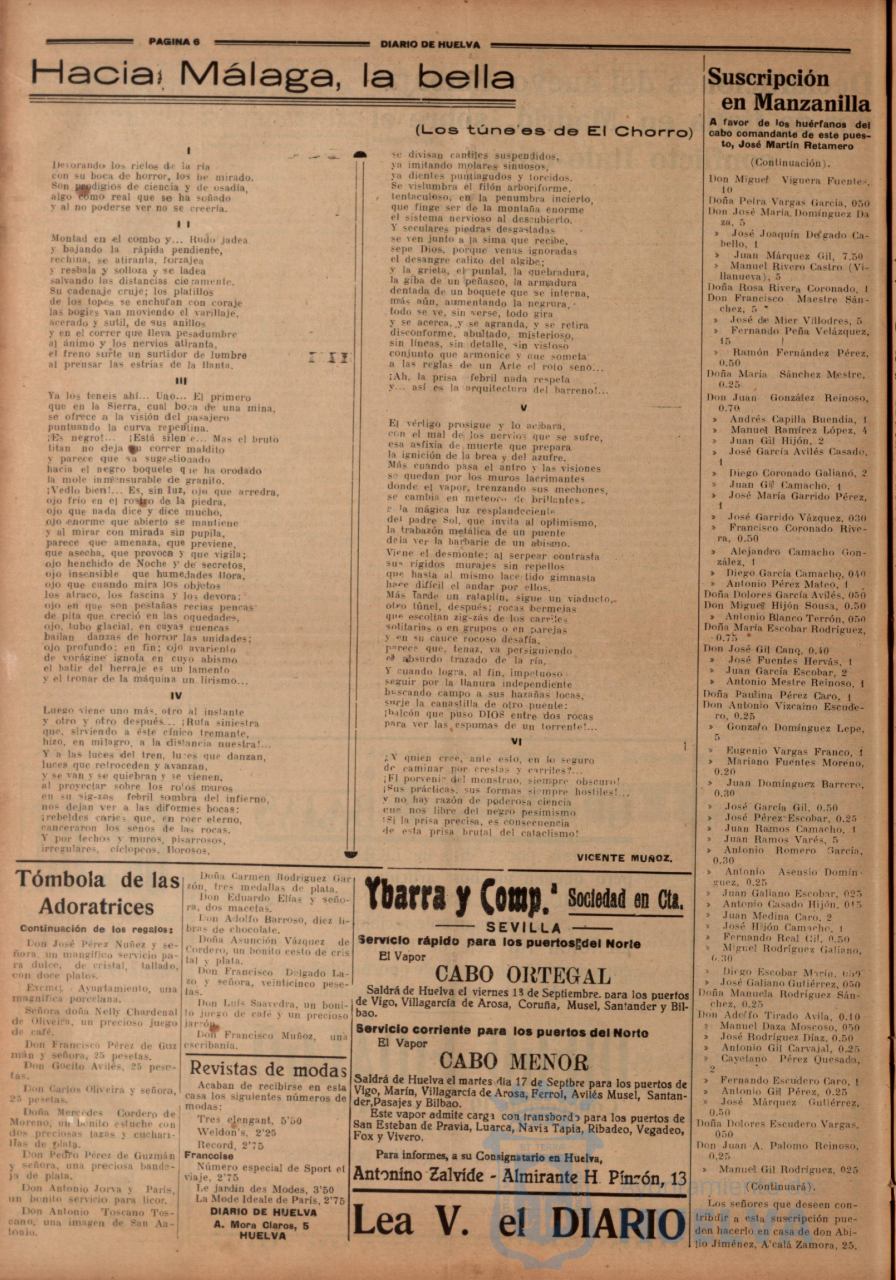 PAGINA 6
DIARIO DE HUELVA
Hacia Málaga, la bella
(Los túne'es de El Chorro)
I
Devorando los rieles de la ría
con su boca de horror, los he mirado.
Son prodigios de ciencia y de osadía,
algo como real que se ha soñado
y al no poderse ver no se creería.
II
Montad en el combo y... Rudo jadea
y bajando la rápida pendiente,
rechina, se atiranta, forzajea
y resbala y solloza y se ladea
salvando las distancias cieramente.
Su cadenaje cruje; los platillos
de los topes se enchufan con coraje
las bogies van moviendo el varillaje,
acerado y sutil, de sus anillos
y en el correr que lleva pesadumbre
al ánimo y los nervios atiranta,
el freno surte un surtidor de lumbre
al prensar las estrías de la llanta.
III
Ya los teneis ahí... Uno... El primero
que en la Sierra, cual boca de una mina,
se ofrece a la visión del pasajero
puntuando la curva repentina.
¡Es negro!... ¡Está silen e... Mas el bruto
titan no deja su correr maldito
y parece que va sugestionado
hacia el negro boquete que ha orodado
la mole inmensurable de granito.
¡Vedlo bien!... Es, sin luz, ojo que arredra,
ojo frío en el rostro de la piedra,
ojo que nada dice y dice mucho,
ojo enorme que abierto se mantiene
y al mirar con mirada sin pupila,
parece que amenaza, que previene,
que asecha, que provoca y que vigila;
ojo henchido de Noche y de secretos,
ojo insensible que humedades llora,
ojo que cuando mira los objetos
los atraco, los fascina y los devora;
ojo en que son pestañas recias pencas
de pita que creció en las oquedades,
ojo, tubo glacial, en cuyas cuencas
bailan danzas de horror las unidades;
ojo profundo; en fin; ojo avariento
de vorágine ignota en cuyo abismo
el batir del herraje es un lamento
y el tronar de la máquina un lirismo...
IV
Luego viene uno más, otro al instante
y otro y otro después... ¡Ruta siniestra
que, sirviendo a éste cínico tremante,
hizo, en milagro, a la distancia nuestra!...
Y a las luces del tren, luces que danzan,
luces que retroceden y avanzan,
y se van y se quiebran y se vienen,
al proyectar sobre los rotos muros
en su sig-zás febril sombra del infierno,
nos dejan ver a las diformes bocas;
¡rebeldes caries que, en roer eterno,
canceraron los senos de las rocas.
Y por techos y muros, pisarrosos,
irregulares, cíclopeos, llorosos,
se divisan cantiles suspendidos,
ya imitando molares sinuosos,
ya dientes puntiagudos y torcidos.
Se vislumbra el filón arboriforme,
tentaculoso, en la penumbra incierto,
que finge ser de la montaña enorme
el sistema nervioso al descubierto.
Y seculares piedras desgastadas
se ven junto a la sima que recibe,
sepe Dios, porque venas ignoradas
el desangre calizo del algibe;
y la grieta, el puntal, la quebradura,
la giba de un peñasco, la armadura
dentada de un boquete que se interna,
más aún, aumentando la negrura,
todo se ve, sin verse, todo gira
y se acerca, y se agranda, y se retira
disconforme, abultado, misterioso,
sin líneas, sin detalle, sin vistoso
conjunto que armonice y que someta
a las reglas de un Arte el roto seno...
¡Ah, la prisa febril nada respeta
y... así es la arquitectura del barreno!...
V
El vértigo prosigue y lo acibara,
con el mal de los nervios que se sufre,
esa asfixia de muerte que prepara
la ignición de la brea y del azufre.
Más cuando pasa el antro y las visiones
se quedan por los muros lacrimantes
donde el vapor, trenzando sus mechones,
se cambia en meteoro de brillantes,
a la mágica luz resplandeciente
del padre Sol, que invita al optimismo,
la trabazón metálica de un puente
deja ver la barbarie de un abismo.
Viene el desmonte; al serpear contrasta
sus rígidos murajes sin repellos
que hasta al mismo lacetido gimnasta
hace difícil el andar por ellos.
Más Tarde un rataplín, sigue un viaducto,
otro túnel, después; rocas bermejas
que escoltan zig-zás de los carriles
solitarias o en grupos o en parejas
y en su cauce rocoso desafía,
parece que, tenaz, va persiguiendo
el absurdo trazado de la ría.
Y cuando logra, al fin, impetuoso
seguir por la llanura independiente
buscando campo a sus hazañas locas,
surje la canastilla de otro puente:
¡balcón que puso DIOS entre dos rocas
para ver las espumas de un torrente!...
VI
¿Y quien cree, ante esto, en lo seguro
de caminar por crestas y carriles?...
¡El porvenir del monstruo, siempre obscuro!
¡Sus prácticas, sus formas siempre hostiles!...
y no hay razón de poderosa ciencia
que nos libre del negro pesimismo
¡Si la prisa precisa, es consecuencia
de esta prisa brutal del cataclismo!
VICENTE MUÑOZ.
Suscripción
en Manzanilla
A favor de los huérfanos del
cabo comandante de este pues-
to, José Martín Retamero
(Continuación).
Don Miguel Viguera Fuentes,
10
Doña Petra Vargas García, 050
Don José María Domínguez Da
za, 5
» José Joaquín Delgado Ca-
bello, 1
» Juan Márquez Gil, 7,50
» Manuel Rivero Castro (Vi-
llanueva), 5
Doña Rosa Rivera Coronado, 1
Don Francisco Maestre Sán-
chez, 5
» José de Mier Villodres, 5
» Fernando Peña Velázquez,
15
» Ramón Fernández Pérez,
0.50
Doña María Sánchez Mestre,
0.25
Don Juan González Reinoso,
0.70
» Andrés Capilla Buendía, 1
» Manuel Ramírez López, 4
» Juan Gil Hijón, 2
» José García Avilés Casado,
1
» Diego Coronado Galiano, 2
» Juan Gil Camacho, 1
» José María Garrido Pérez,
1
» José Garrido Vázquez, 030
» Francisco Coronado Rive-
ra, 0.50
» Alejandro Camacho Gon-
zález, 1
» Diego García Camacho, 040
» Antonio Pérez Mateo, 1
Doña Dolores García Avilés, 050
Don Miguel Hijón Sousa, 0.50
» Antonio Blanco Terrón, 050
Doña María Escobar Rodríguez,
0.75
Don José Gil Cano, 0.40
» José Fuentes Hervás, 1
» Juan García Escobar, 2
» Antonio Mestre Reinoso, 1
Doña Paulina Pérez Caro, 1
Don Antonio Vizcaíno Escude-
ro, 0.25
» Gonzalo Domínguez Lepe,
5
» Eugenio Vargas Franco, 1
» Mariano Fuentes Moreno,
0.20
» Juan Domínguez Barrero,
0.30
» José García Gil, 0.50
» José Pérez Escobar, 0.25
» Juan Ramos Camacho, 1
» Juan Ramos Varés, 5
» Antonio Romero García,
0.30
» Antonio Asensio Domín-
guez, 0.25
» Juan Galiano Escobar, 025
» Antonio Casado Hijón, 015
» Juan Medina Caro, 2
» José Hijón Camacho, 1
» Fernando Real Gil, 0.50
» Miguel Rodríguez Galiano,
0.30
» Diego Escobar Marín, 050
» José Galiano Gutiérrez, 050
Doña Manuela Rodríguez Sán-
chez, 0.25
Don Adolfo Tirado Avila, 0.10
» Manuel Daza Moscoso, 050
» José Rodríguez Díaz, 0.50
» Antonio Gil Carvajal, 0.25
» Cayetano Pérez Quesada,
2
» Fernando Escudero Caro, 1
» Antonio Gil Pérez, 0.25
» José Márquez Gutiérrez,
0.50
Doña Dolores Escudero Vargas,
050
Don Juan A. Palomo Reinoso,
0.25
» Manuel Gil Rodríguez, 025
(Continuará).
Los señores que deseen con-
tribuir a esta suscripción pue-
den hacerlo en casa de don Abi-
lio Jiménez, A'calá Zamora, 25.
Tómbola de las
Adoratrices
Continuación de los regalos:
Don José Pérez Núñez y se-
ñora, un mangífico servicio pa
ra dulce, de cristal, tallado,
con doce platos.
Excmo. Ayuntamiento, una
magnífica porcelana.
Señora doña Nelly Chardenal
de Oliveira, un precioso juego
de café.
Don Francisco Pérez de Guz
mán y señora, 25 pesetas.
Don Gocito Avilés, 25 pese-
tas.
Don Carlos Oliveira y señora,
25 pesetas.
Doña Mercedes Cordero de
Moreno, un bonito estuche con
dos preciosas tazas y cuchari-
llas de plata.
Don Pedro Pérez de Guzmán
y señora, una preciosa bande-
ja de plata.
Don Antonio Jorva y París,
un bonito servicio para licor.
Don Antonio Toscano Tos-
cano, una imagen de San An-
tonio.
Doña Carmen Rodríguez Gar
zón, tres medallas de plata.
Don Eduardo Elías y seño-
ra, dos macetas.
Don Adolfo Barroso, diez li-
bras de chocolate.
Doña Asunción Vázquez de
Cordero, un bonito cesto de cris
tal y plata.
Don Francisco Delgado La-
zo y señora, veinticinco pese-
tas.
Don Luis Saavedra, un boni-
to juego de café y un precioso
jarrón.
Don Francisco Muñoz, una
escribanía.
Revistas de modas
Acaban de recibirse en esta
casa los siguientes números de
modas:
Tres elengant, 5'50
Weldon's, 2'25
Record, 2'75
Francoise
Número especial de Sport el
viaje, 2'75
Le jardin des Modes, 3'50
La Mode Ideale de París, 2'75
DIARIO DE HUELVA
A. Mora Claros, 5
HUELVA
Ybarra y Comp.ª Sociedad en Cta.
SEVILLA
Servicio rápido para los puertos del Norte
El Vapor
CABO ORTEGAL
Saldrá de Huelva el viernes 13 de Septiembre. para los puertos
de Vigo, Villagarcía de Arosa, Coruña, Musel, Santander y Bil-
bao.
Servicio corriente para los puertos del Norte
El Vapor
CABO MENOR
Saldrá de Huelva el martes dia 17 de Septbre para los puertos de
Vigo, Marín, Villagarcía de Arosa, Ferrol, Avilés Musel, Santan-
der, Pasajes y Bilbao.
Este vapor admite carga con transbordo para los puertos de
San Esteban de Pravia, Luarca, Navia Tapia, Ribadeo, Vegadeo,
Fox y Vivero.
Para informes, a su Consignatario en Huelva,
Antonino Zalvide - Almirante H. Pinzón, 13
Lea V. el DIARIO